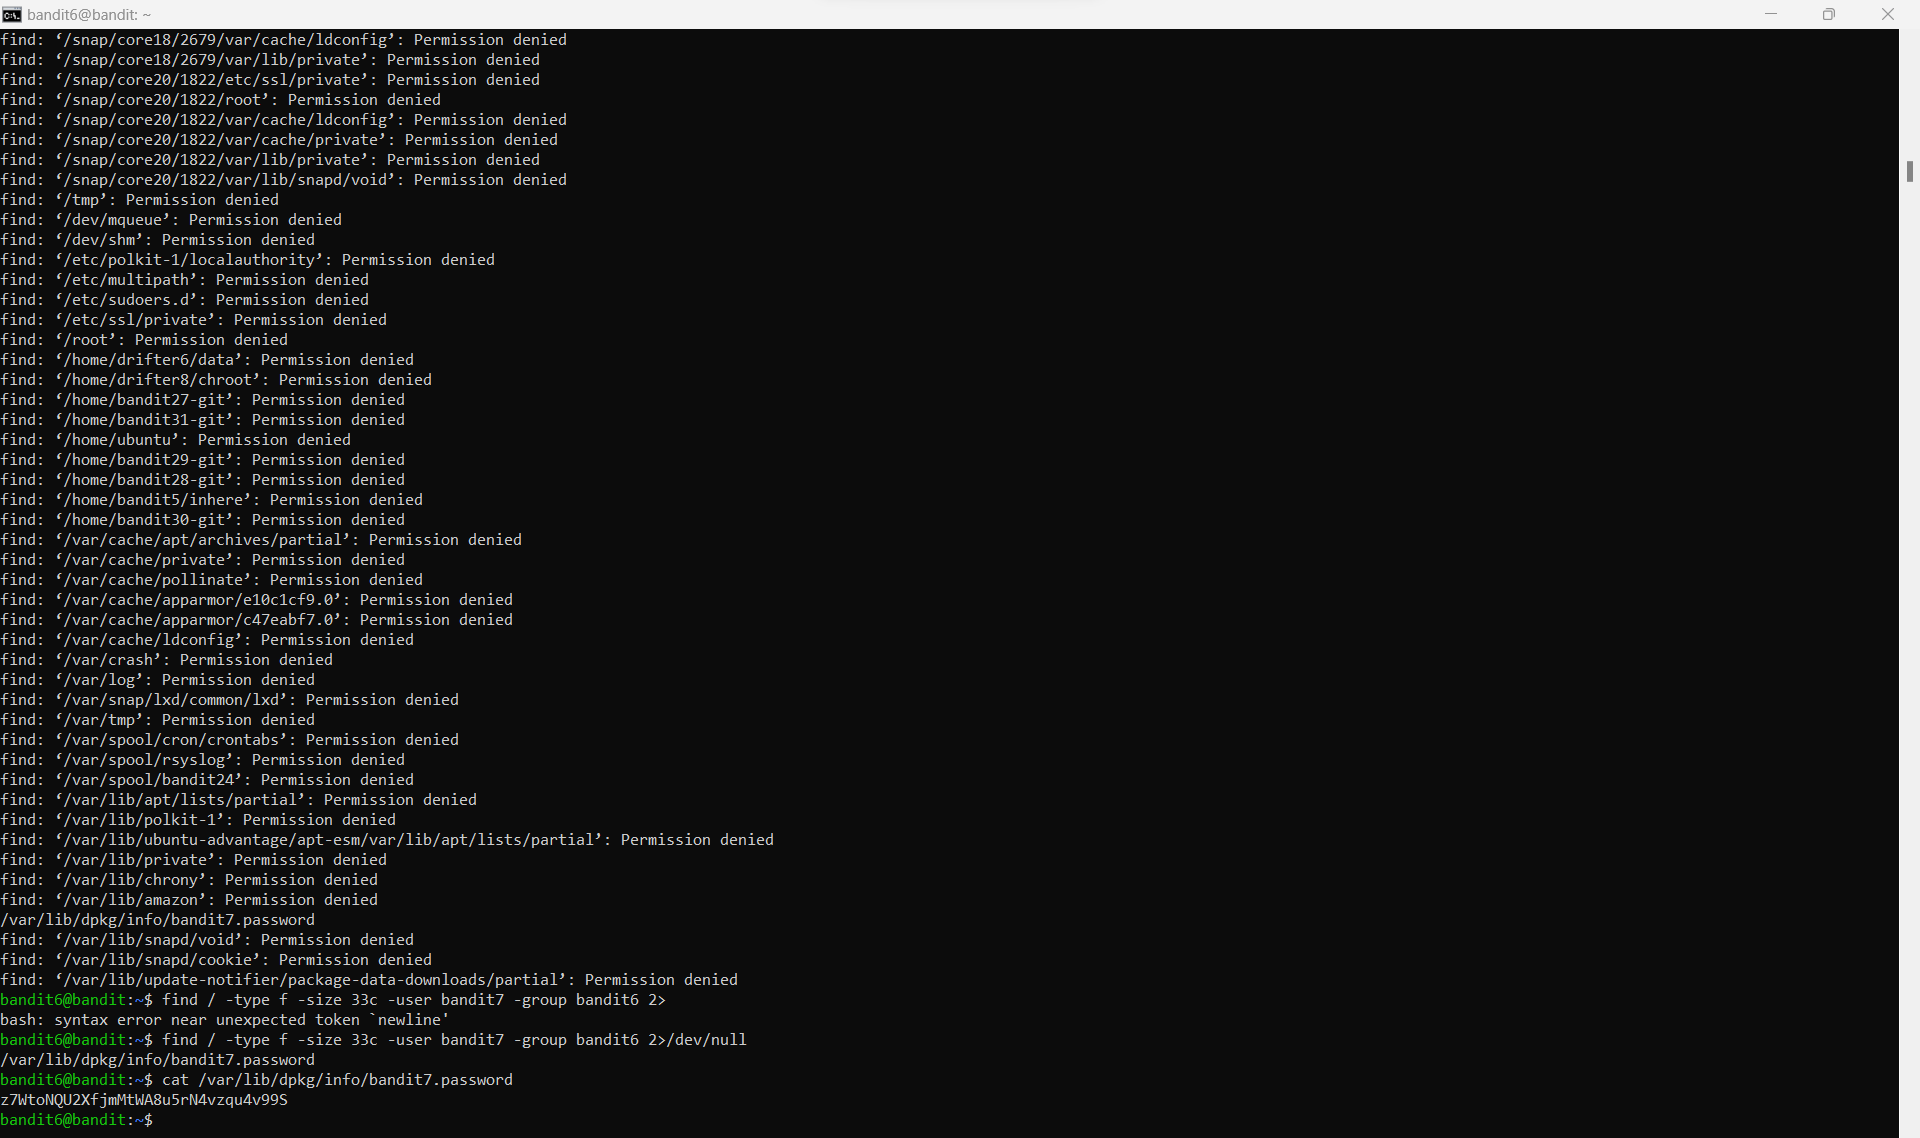 bandit6@bandit: ~
find: ‘/snap/core18/2679/var/cache/ldconfig’: Permission denied
find: ‘/snap/core18/2679/var/lib/private’: Permission denied
find: ‘/snap/core20/1822/etc/ssl/private’: Permission denied
find: ‘/snap/core20/1822/root’: Permission denied
find: ‘/snap/core20/1822/var/cache/ldconfig’: Permission denied
find: ‘/snap/core20/1822/var/cache/private’: Permission denied
find: ‘/snap/core20/1822/var/lib/private’: Permission denied
find: ‘/snap/core20/1822/var/lib/snapd/void’: Permission denied
find: ‘/tmp’: Permission denied
find: ‘/dev/mqueue’: Permission denied
find: ‘/dev/shm’: Permission denied
find: ‘/etc/polkit-1/localauthority’: Permission denied
find: ‘/etc/multipath’: Permission denied
find: ‘/etc/sudoers.d’: Permission denied
find: ‘/etc/ssl/private’: Permission denied
find: ‘/root’: Permission denied
find: ‘/home/drifter6/data’: Permission denied
find: ‘/home/drifter8/chroot’: Permission denied
find: ‘/home/bandit27-git’: Permission denied
find: ‘/home/bandit31-git’: Permission denied
find: ‘/home/ubuntu’: Permission denied
find: ‘/home/bandit29-git’: Permission denied
find: ‘/home/bandit28-git’: Permission denied
find: ‘/home/bandit5/inhere’: Permission denied
find: ‘/home/bandit30-git’: Permission denied
find: ‘/var/cache/apt/archives/partial’: Permission denied
find: ‘/var/cache/private’: Permission denied
find: ‘/var/cache/pollinate’: Permission denied
find: ‘/var/cache/apparmor/e10c1cf9.0’: Permission denied
find: ‘/var/cache/apparmor/c47eabf7.0’: Permission denied
find: ‘/var/cache/ldconfig’: Permission denied
find: ‘/var/crash’: Permission denied
find: ‘/var/log’: Permission denied
find: ‘/var/snap/lxd/common/lxd’: Permission denied
find: ‘/var/tmp’: Permission denied
find: ‘/var/spool/cron/crontabs’: Permission denied
find: ‘/var/spool/rsyslog’: Permission denied
find: ‘/var/spool/bandit24’: Permission denied
find: ‘/var/lib/apt/lists/partial’: Permission denied
find: ‘/var/lib/polkit-1’: Permission denied
find: ‘/var/lib/ubuntu-advantage/apt-esm/var/lib/apt/lists/partial’: Permission denied
find: ‘/var/lib/private’: Permission denied
find: ‘/var/lib/chrony’: Permission denied
find: ‘/var/lib/amazon’: Permission denied
/var/lib/dpkg/info/bandit7.password
find: ‘/var/lib/snapd/void’: Permission denied
find: ‘/var/lib/snapd/cookie’: Permission denied
find: ‘/var/lib/update-notifier/package-data-downloads/partial’: Permission denied
bandit6@bandit:~$ find / -type f -size 33c -user bandit7 -group bandit6 2>
bash: syntax error near unexpected token `newline'
bandit6@bandit:~$ find / -type f -size 33c -user bandit7 -group bandit6 2>/dev/null
/var/lib/dpkg/info/bandit7.password
bandit6@bandit:~$ cat /var/lib/dpkg/info/bandit7.password
z7WtoNQU2XfjmMtWA8u5rN4vzqu4v99S
bandit6@bandit:~$